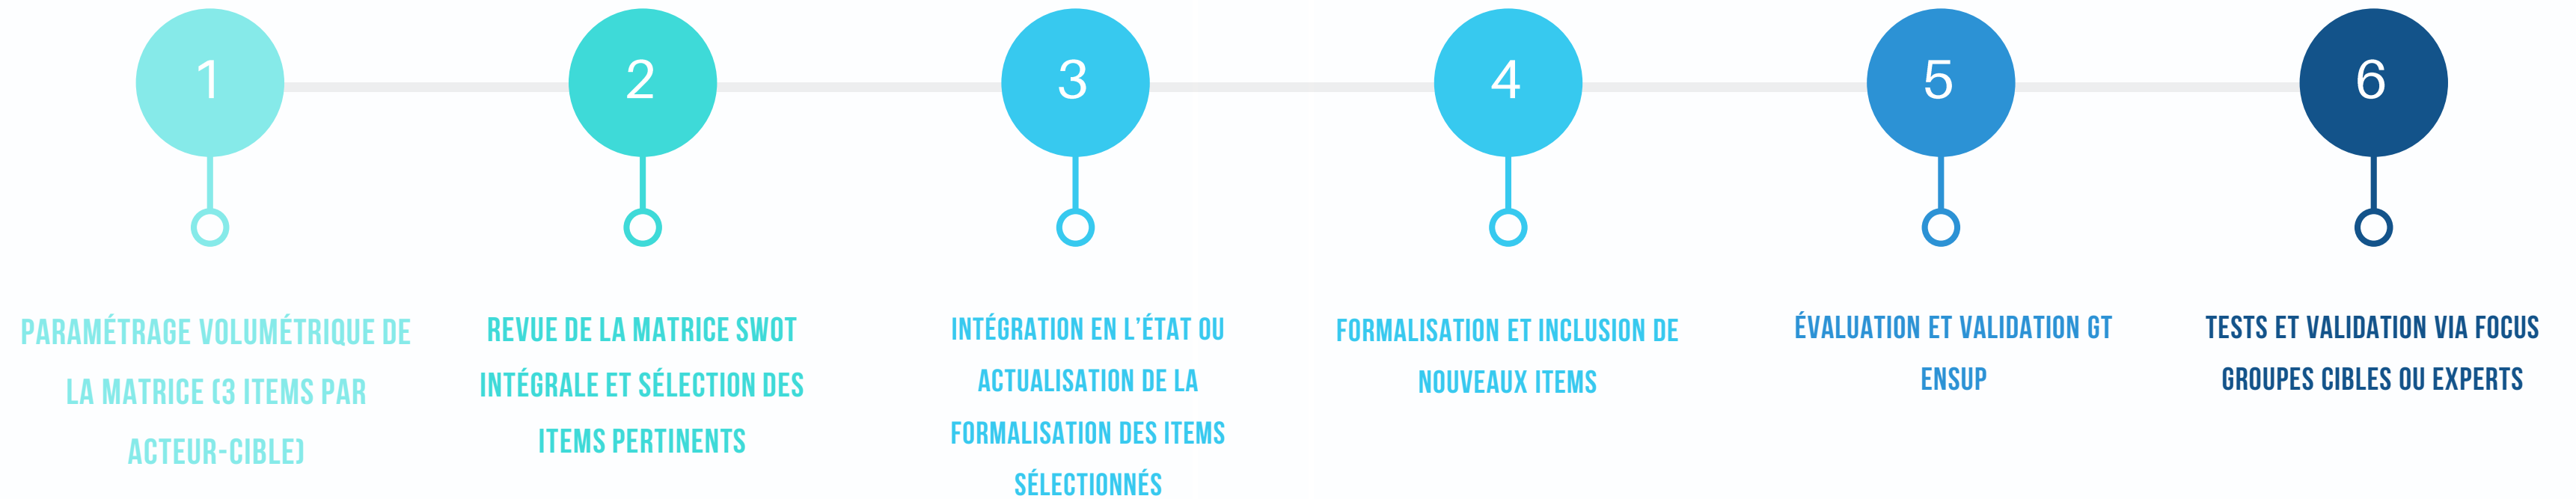 1
2
3
4
5
6
PARAMÉTRAGE VOLUMÉTRIQUE DE
LA MATRICE (3 ITEMS PAR
ACTEUR-CIBLE)
REVUE DE LA MATRICE SWOT
INTÉGRALE ET SÉLECTION DES
ITEMS PERTINENTS
INTÉGRATION EN L’ÉTAT OU
ACTUALISATION DE LA
FORMALISATION DES ITEMS
SÉLECTIONNÉS
FORMALISATION ET INCLUSION DE
NOUVEAUX ITEMS
ÉVALUATION ET VALIDATION GT
ENSUP
TESTS ET VALIDATION VIA FOCUS
GROUPES CIBLES OU EXPERTS